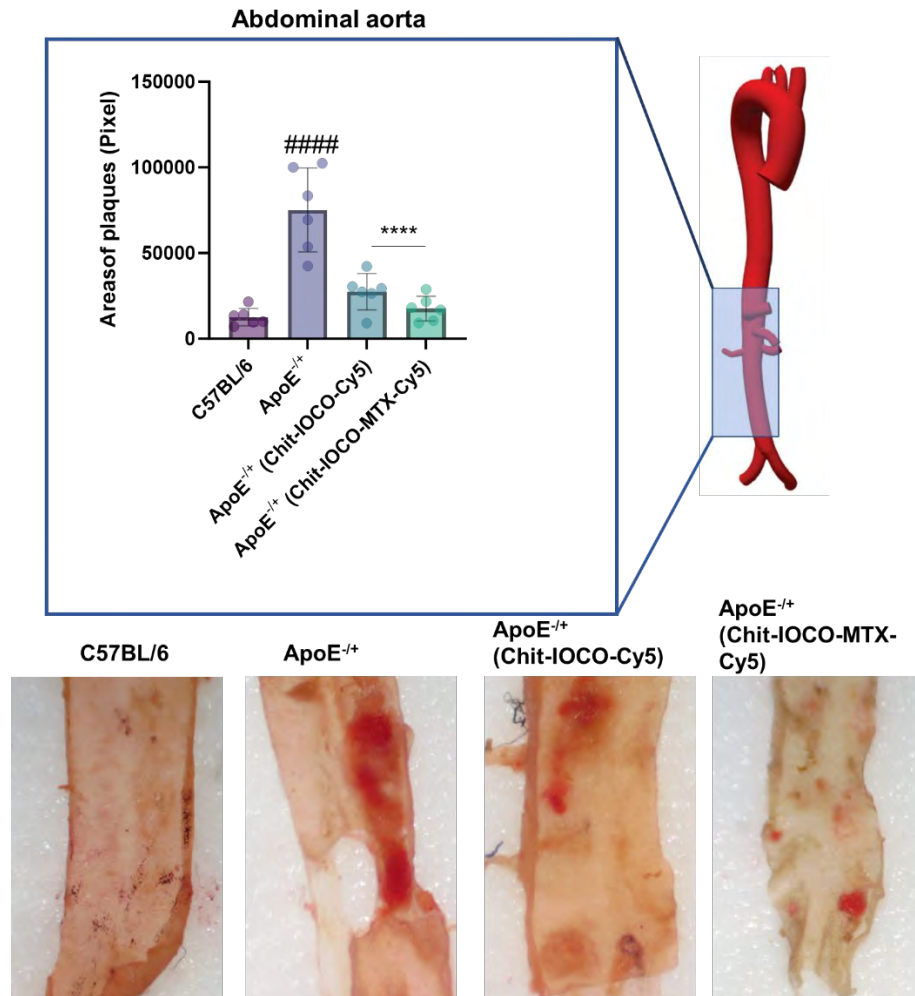 Abdominal aorta
Areasof plaques (Pixel)
150000
100000
50000
0
####
****
C57BL/6
ApoE-/+
ApoE-/+ (Chit-IOCO-Cy5)
ApoE-/+ (Chit-IOCO-MTX-Cy5)
C57BL/6
ApoE-/+
ApoE-/+
(Chit-IOCO-Cy5)
ApoE-/+
(Chit-IOCO-MTX-
Cy5)